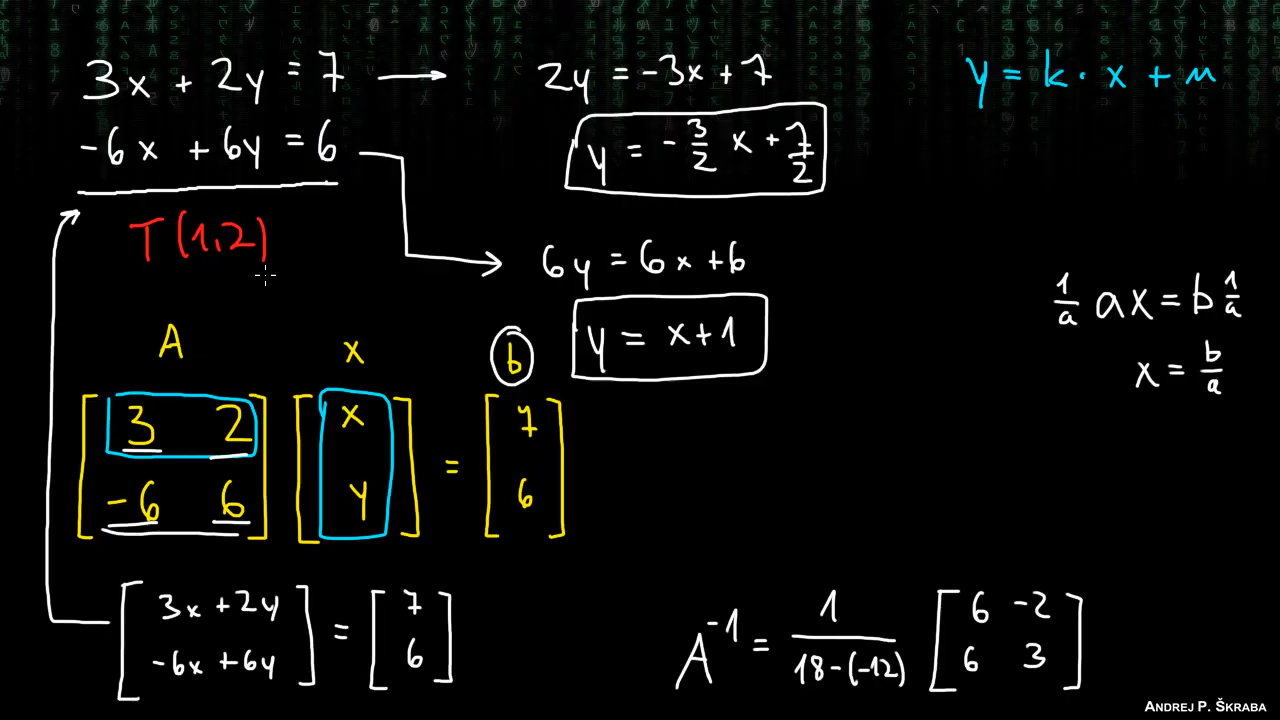 3x + 2y = 7 → 2y = -3x + 7
y = k · x + n
-6x + 6y = 6
y = - 3/2 x + 7/2
T(1,2)
6y = 6x + 6
y = x + 1
1/a ax = b 1/a
x = b/a
A x b
[3 2] [x] = [7]
[-6 6] [y] [6]
[3x + 2y] = [7]
[-6x + 6y] [6]
A^-1 = 1/(18-(-12)) [6 -2]
[6 3]
ANDREJ P. ŠKRABA